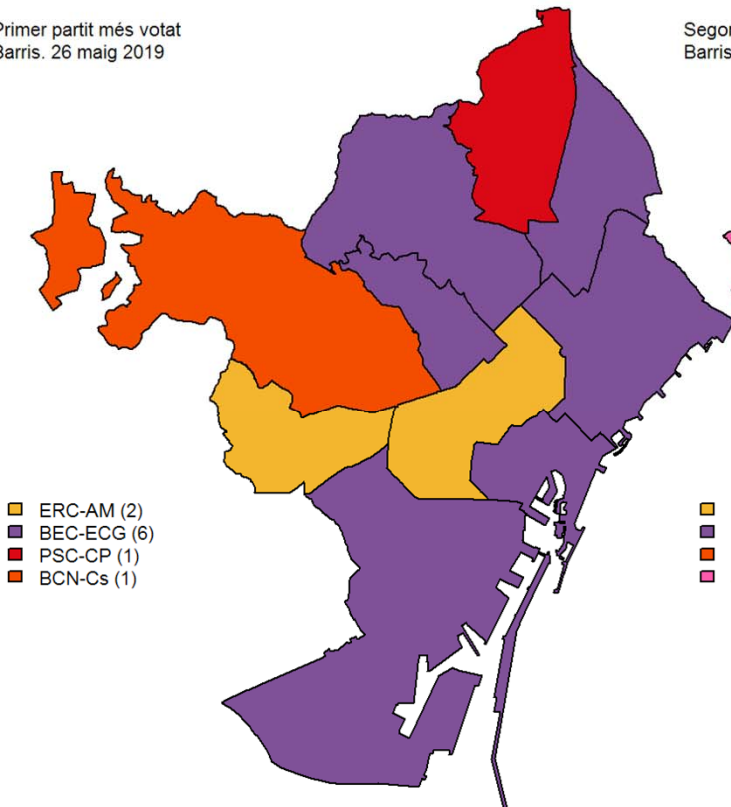 Primer partit més votat
Barris. 26 maig 2019
Barris
ERC-AM (2)
BEC-ECG (6)
PSC-CP (1)
BCN-Cs (1)